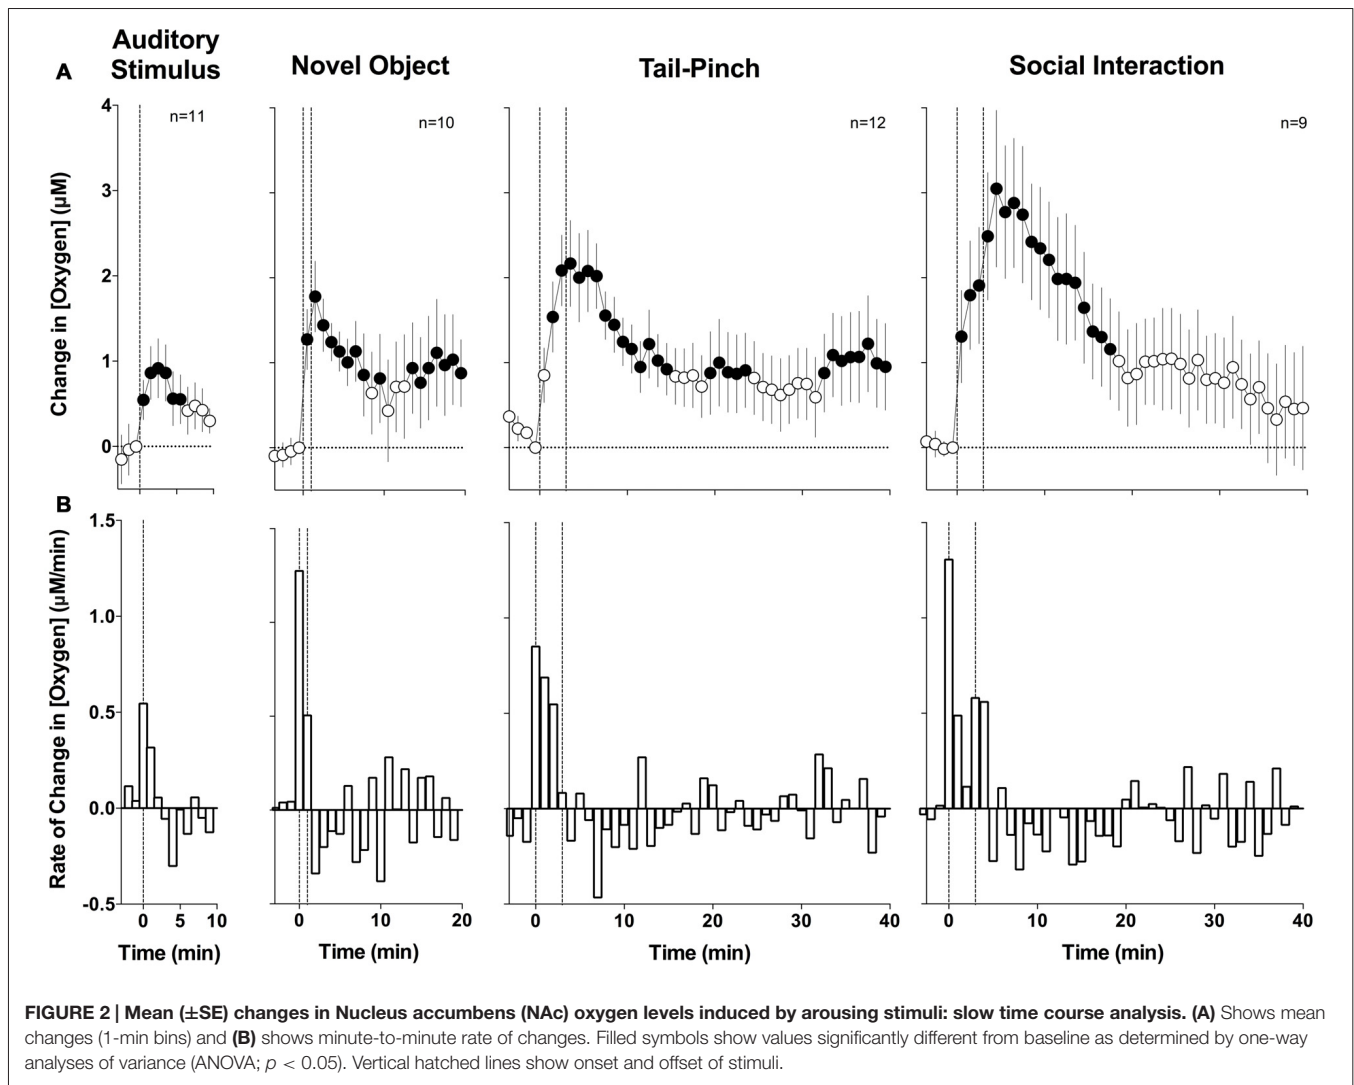 Auditory
Stimulus
Novel Object
Tail-Pinch
Social Interaction
A
n=11
n=10
n=12
n=9
Change in [Oxygen] (µM)
4
3
2
1
0
B
Rate of Change in [Oxygen] (µM/min)
1.5
1.0
0.5
0.0
-0.5
0 5 10
0 10 20
0 10 20 30 40
0 10 20 30 40
Time (min)
Time (min)
Time (min)
Time (min)
FIGURE 2 | Mean (±SE) changes in Nucleus accumbens (NAc) oxygen levels induced by arousing stimuli: slow time course analysis. (A) Shows mean
changes (1-min bins) and (B) shows minute-to-minute rate of changes. Filled symbols show values significantly different from baseline as determined by one-way
analyses of variance (ANOVA; p < 0.05). Vertical hatched lines show onset and offset of stimuli.